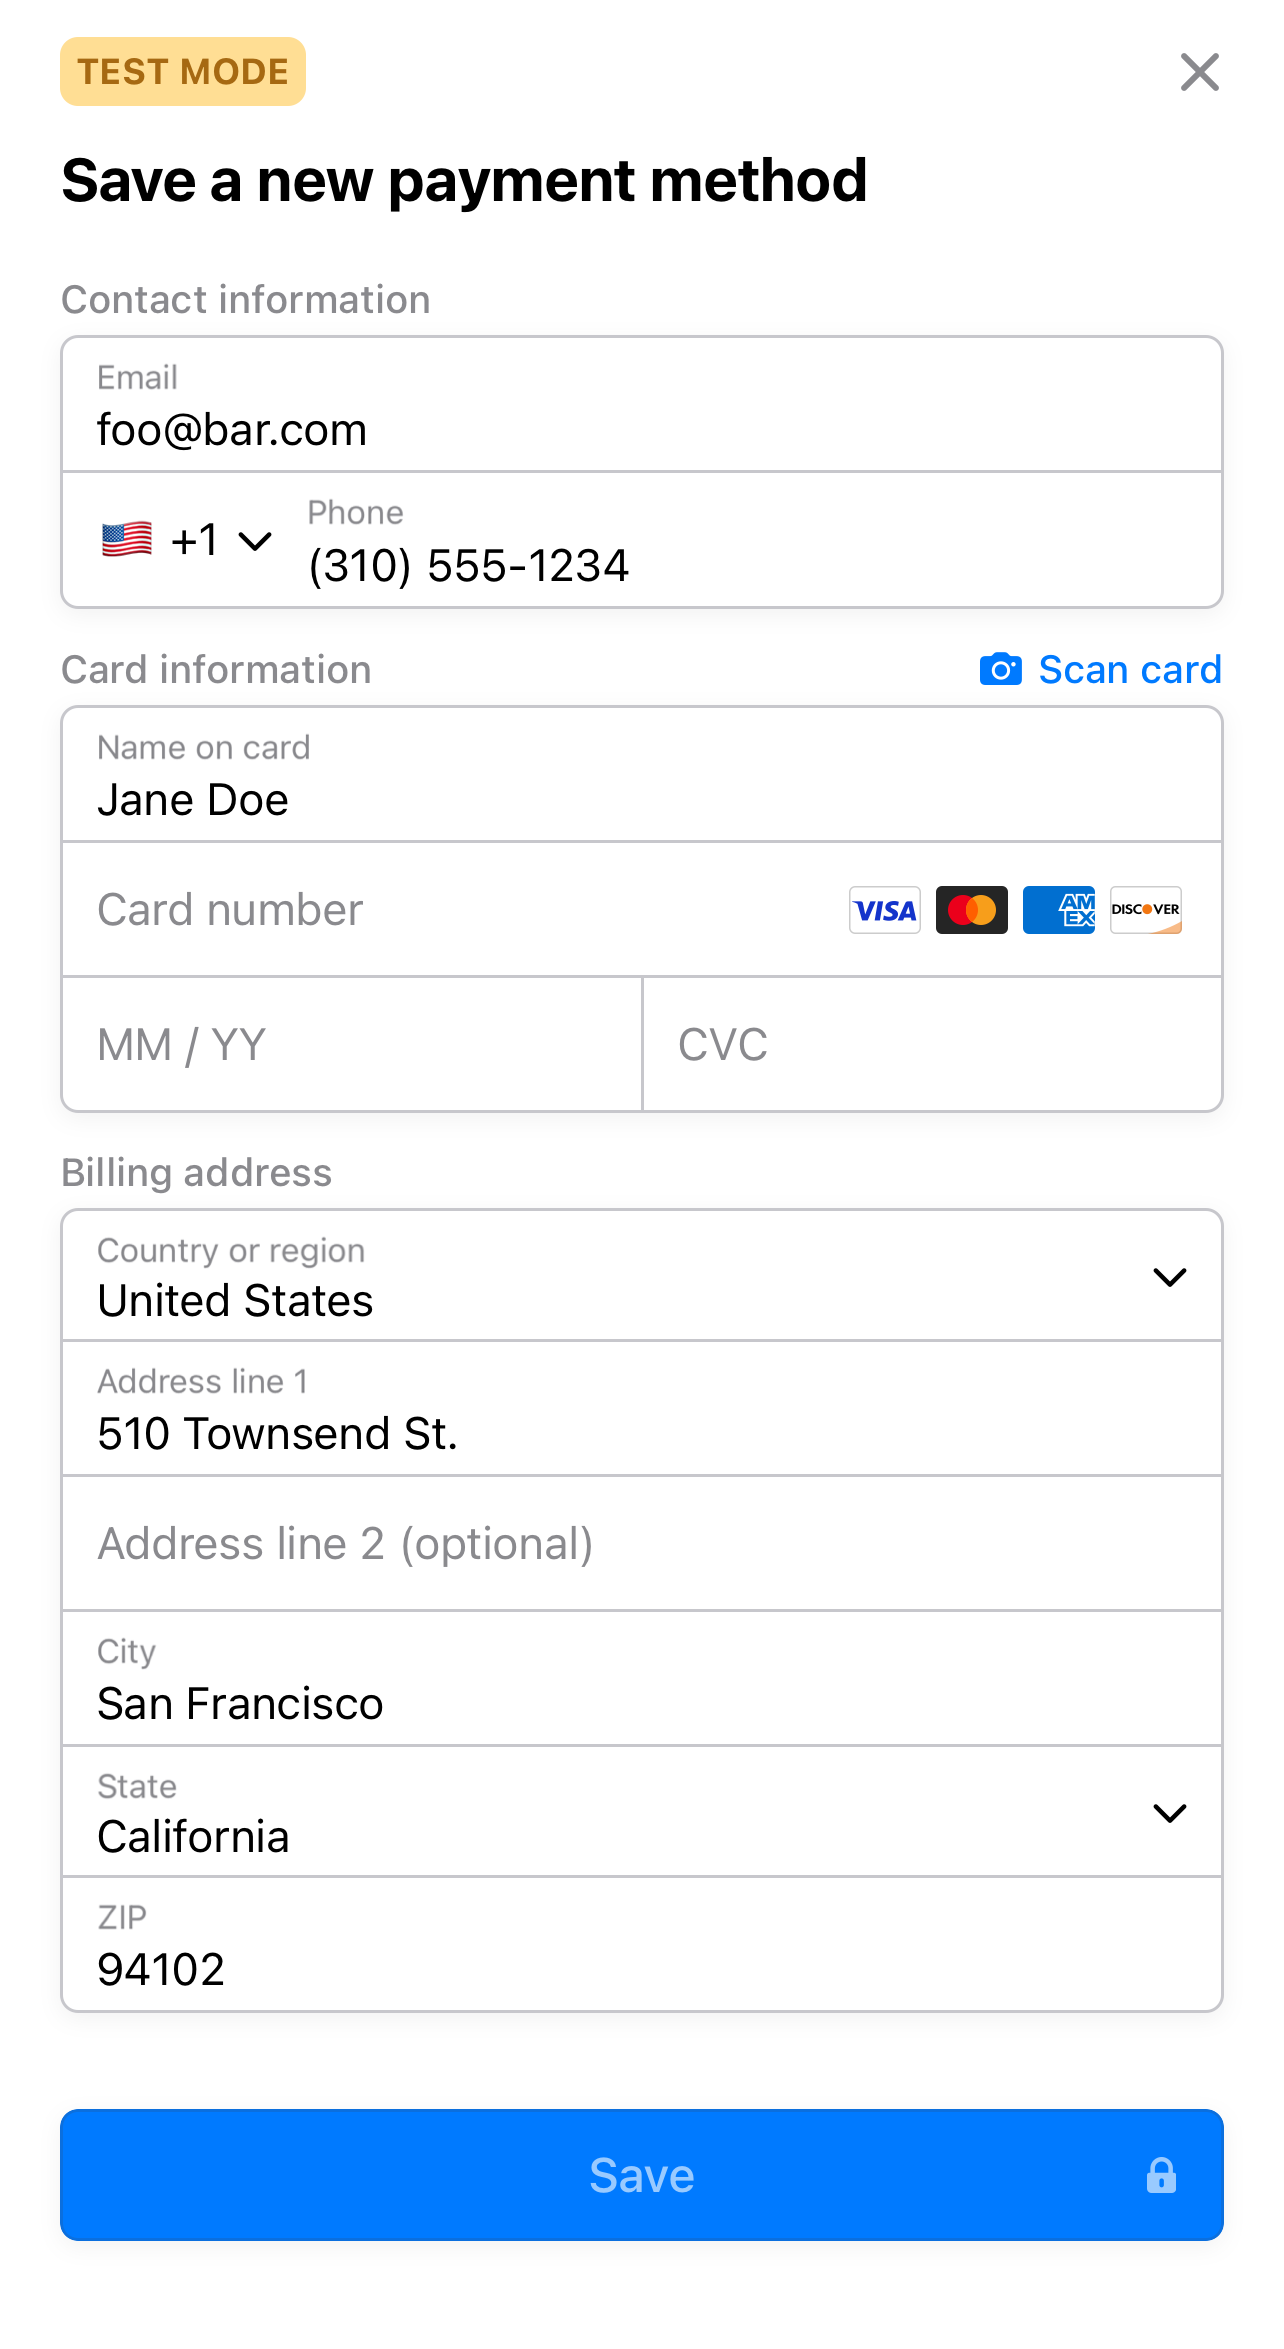 TEST MODE
Save a new payment method
Contact information
Email
foo@bar.com
+1
Phone
(310) 555-1234
Card information
Scan card
Name on card
Jane Doe
Card number
VISA
AM
EX
DISCOVER
MM / YY
CVC
Billing address
Country or region
United States
Address line 1
510 Townsend St.
Address line 2 (optional)
City
San Francisco
State
California
ZIP
94102
Save